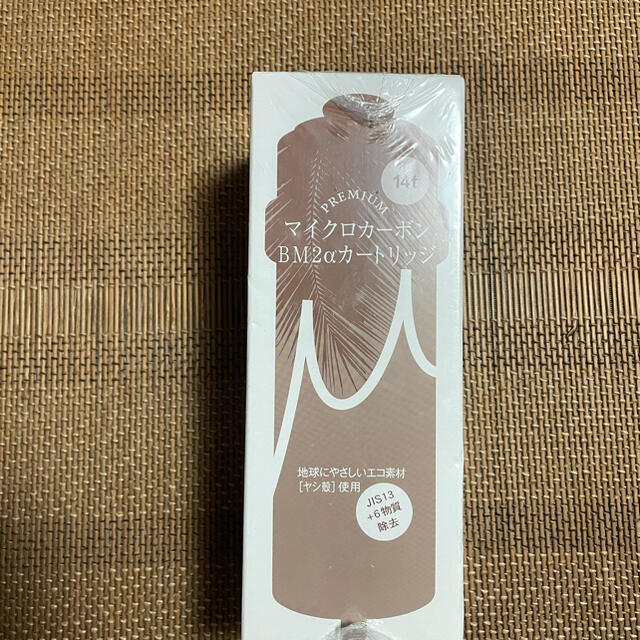 14t
PREMIUM
マイクロカーボン
BM2αカートリッジ
μ
地球にやさしいエコ素材
[ヤシ殻]使用
JIS13
+6物質
除去